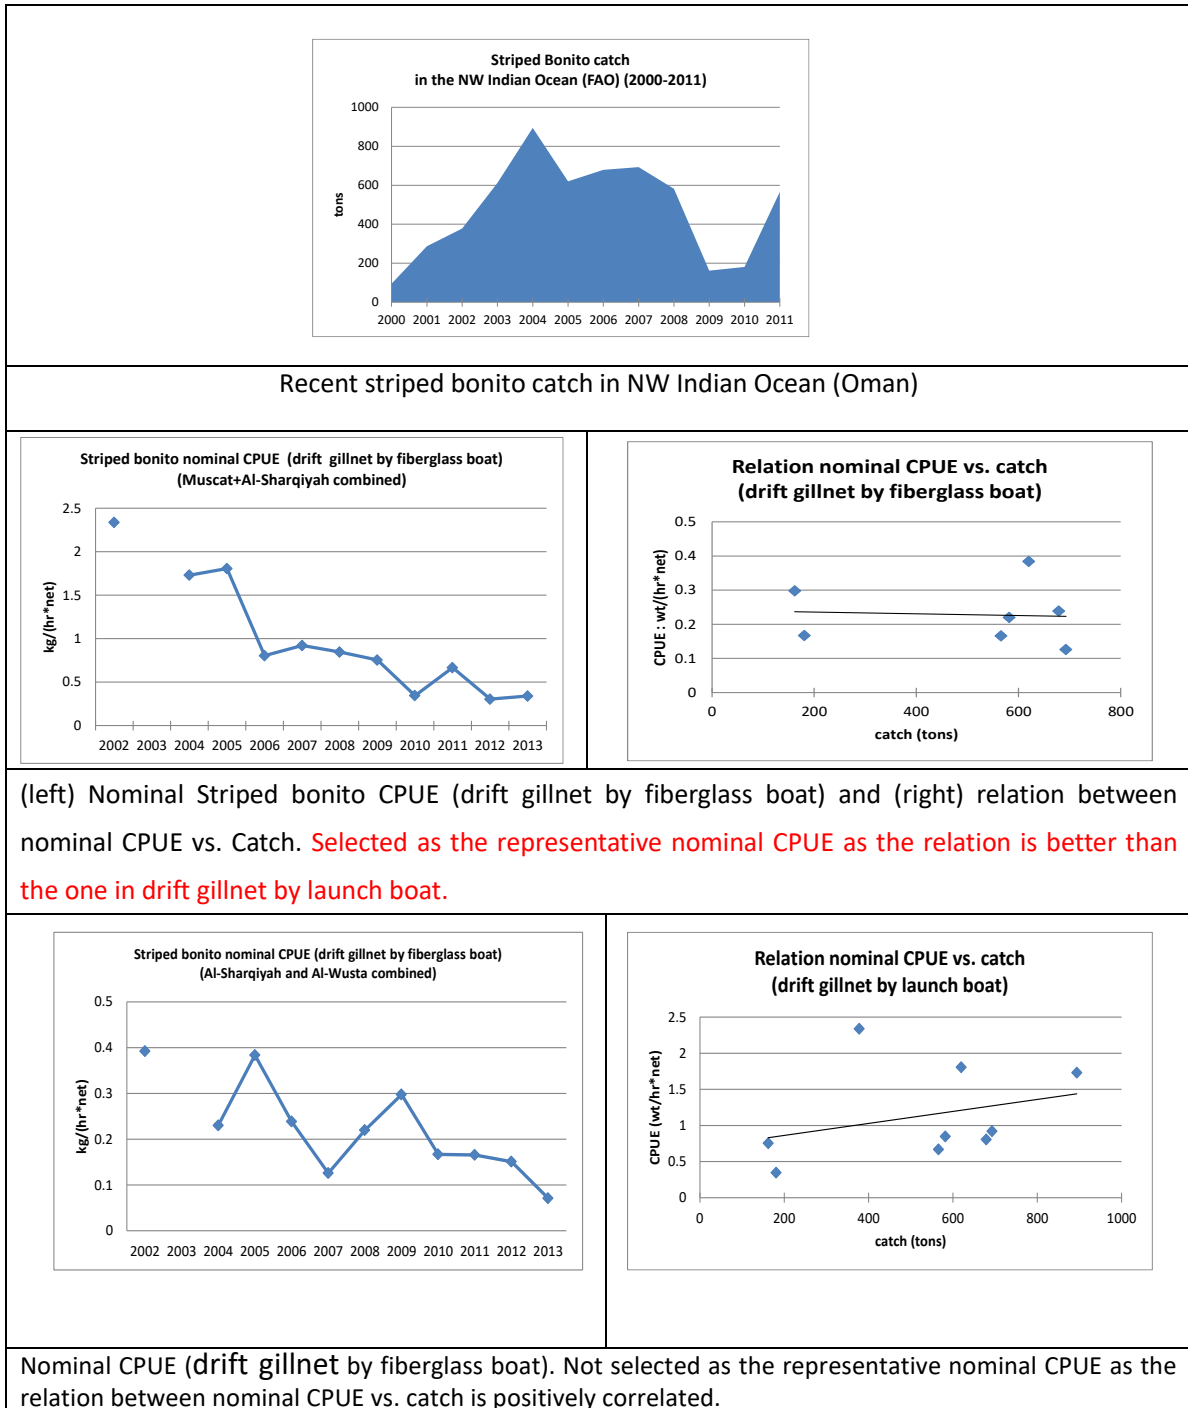 Striped Bonito catch
in the NW Indian Ocean (FAO) (2000-2011)
1000
800
600
400
200
0
tons
2000 2001 2002 2003 2004 2005 2006 2007 2008 2009 2010 2011
Recent striped bonito catch in NW Indian Ocean (Oman)
Striped bonito nominal CPUE (drift gillnet by fiberglass boat)
(Muscat+Al-Sharqiyah combined)
2.5
2
1.5
1
0.5
0
kg/(hr*net)
2002 2003 2004 2005 2006 2007 2008 2009 2010 2011 2012 2013
Relation nominal CPUE vs. catch
(drift gillnet by fiberglass boat)
0.5
0.4
0.3
0.2
0.1
0
CPUE : wt/(hr*net)
0 200 400 600 800
catch (tons)
(left) Nominal Striped bonito CPUE (drift gillnet by fiberglass boat) and (right) relation between
nominal CPUE vs. Catch. Selected as the representative nominal CPUE as the relation is better than
the one in drift gillnet by launch boat.
Striped bonito nominal CPUE (drift gillnet by fiberglass boat)
(Al-Sharqiyah and Al-Wusta combined)
0.5
0.4
0.3
0.2
0.1
0
kg/(hr*net)
2002 2003 2004 2005 2006 2007 2008 2009 2010 2011 2012 2013
Relation nominal CPUE vs. catch
(drift gillnet by launch boat)
2.5
2
1.5
1
0.5
0
CPUE (wt/hr*net)
0 200 400 600 800 1000
catch (tons)
Nominal CPUE (drift gillnet by fiberglass boat). Not selected as the representative nominal CPUE as the
relation between nominal CPUE vs. catch is positively correlated.